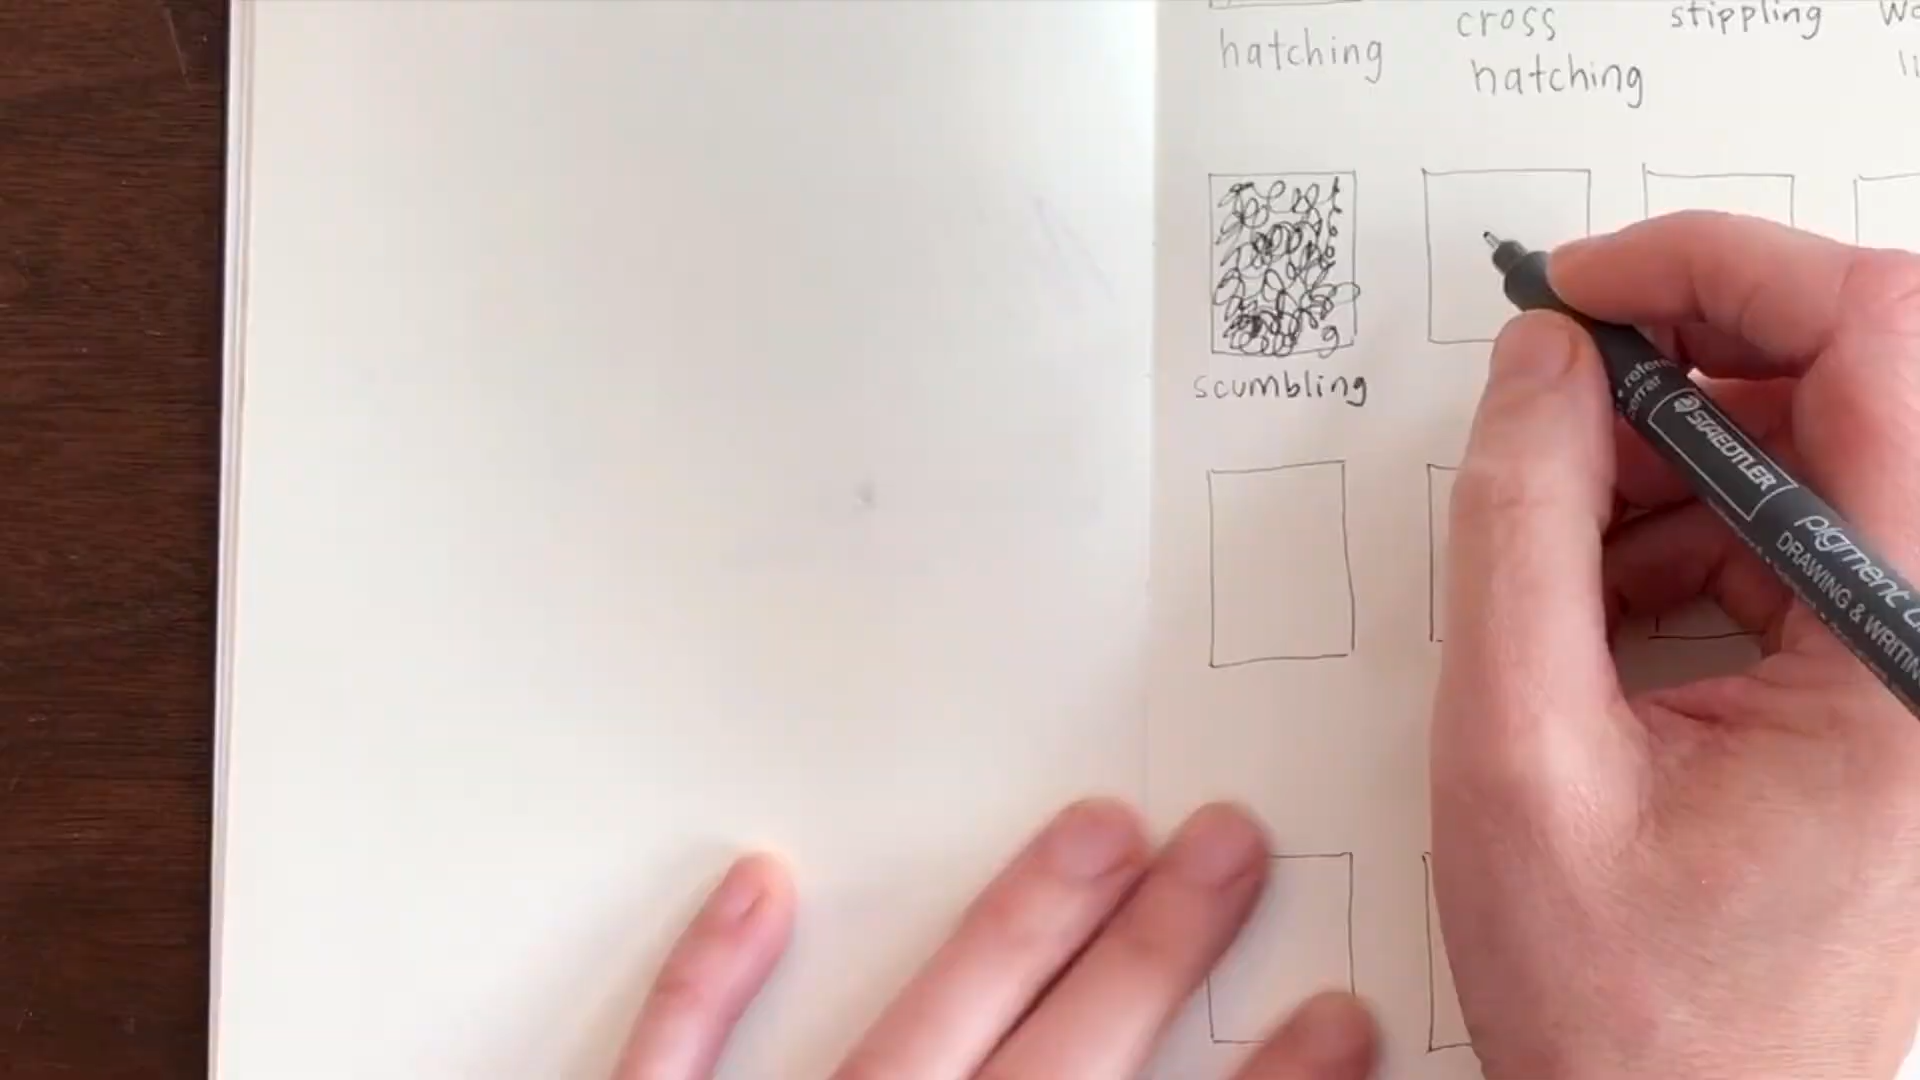 hatching
cross
hatching
stippling
scumbling
STAEDTLER
pigment
DRAWING & WRITING